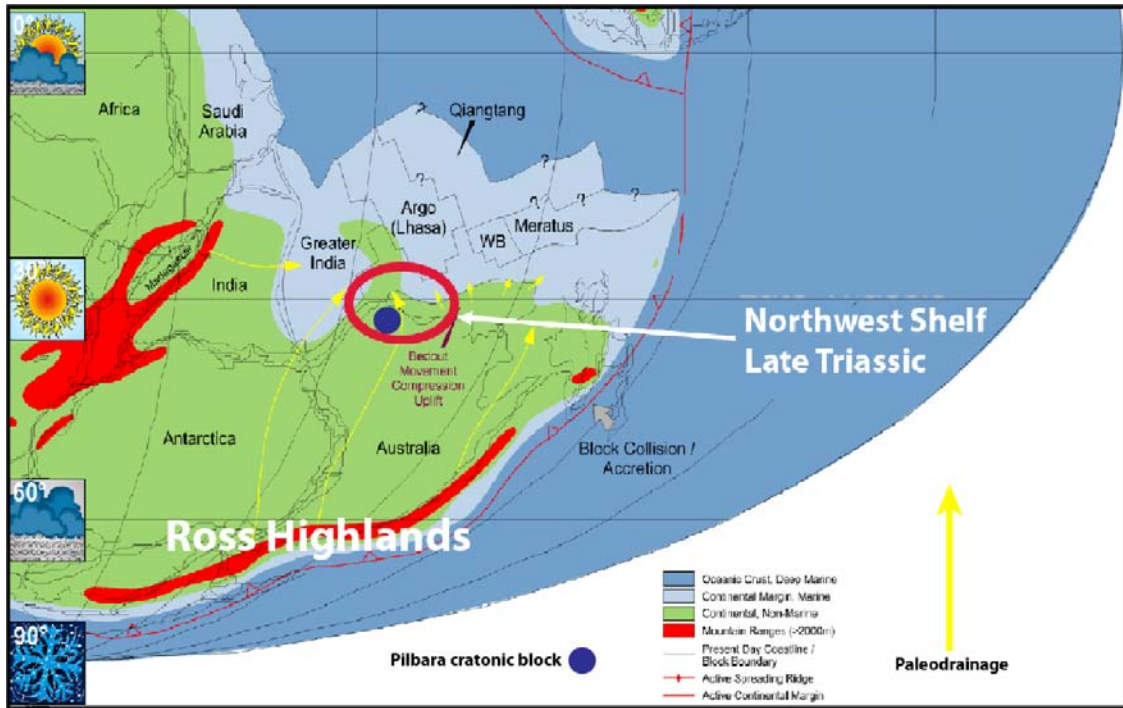 0°
Africa
Saudi
Arabia
Qiangtang
?
?
?
?
?
?
Argo
(Lhasa)
WB
Meratus
Greater
India
Madagascar
30°
India
Northwest Shelf
Late Triassic
Bedout
Movement
Compression
Uplift
Antarctica
Australia
Block Collision /
Accretion
60°
Ross Highlands
90°
Pilbara cratonic block
Oceanic Crust, Deep Marine
Continental Margin, Marine
Continental, Non-Marine
Mountain Ranges (>2000m)
Present Day Coastline /
Block Boundary
Active Spreading Ridge
Active Continental Margin
Paleodrainage